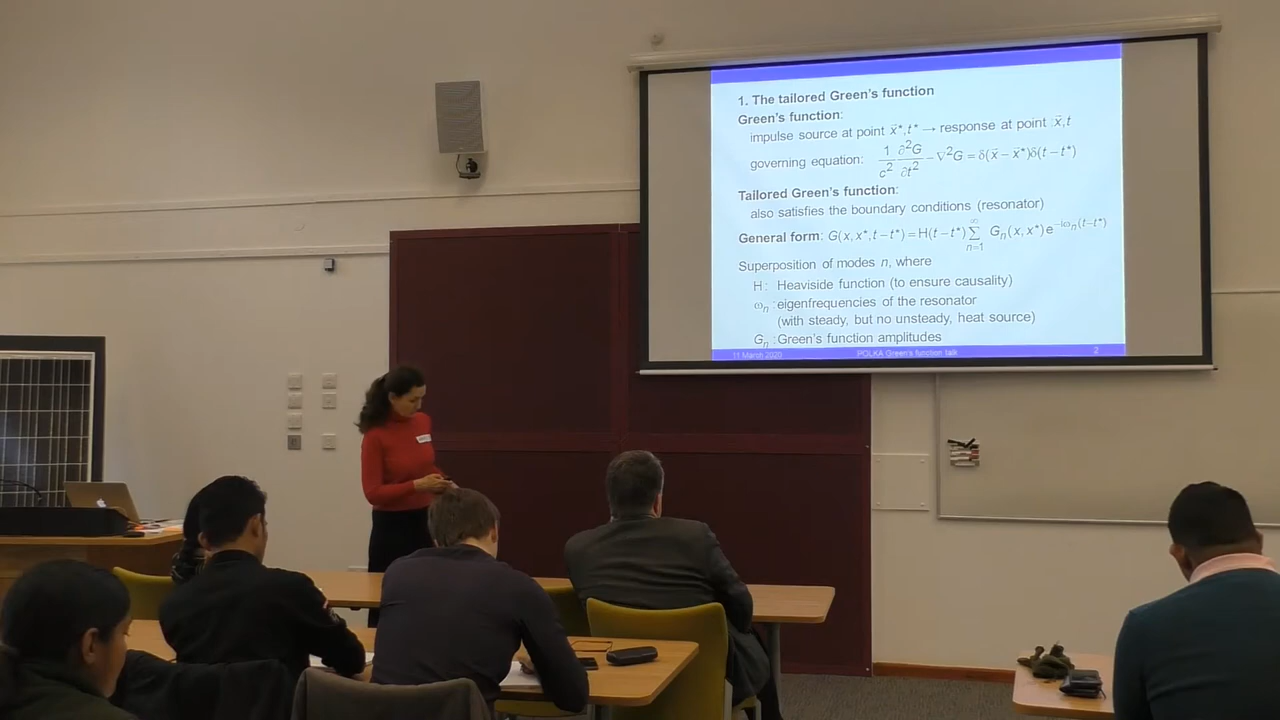 1. The tailored Green's function
Green's function:
impulse source at point x⃗*,t* → response at point x⃗,t
governing equation: 1/c² ∂²G/∂t² − ∇²G = δ(x⃗−x⃗*)δ(t−t*)
Tailored Green's function:
also satisfies the boundary conditions (resonator)
General form: G(x,x*,t−t*) = H(t−t*) ∑_{n=1}^{∞} G_n(x,x*) e^{−iω_n(t−t*)}
Superposition of modes n, where
H: Heaviside function (to ensure causality)
ω_n: eigenfrequencies of the resonator
(with steady, but no unsteady, heat source)
G_n: Green's function amplitudes
11 March 2020 POLKA Green's function talk 2